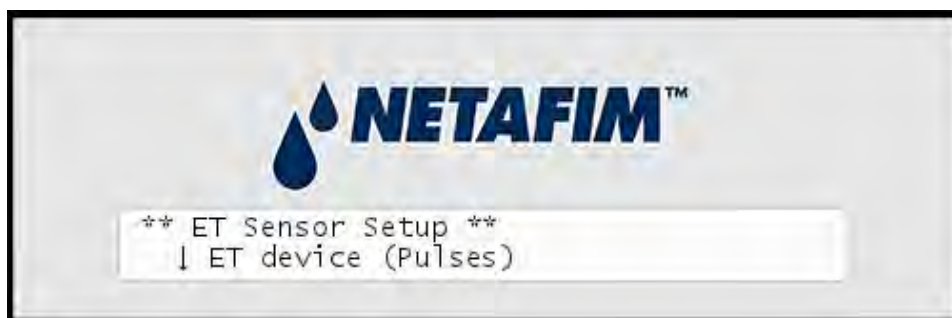 NETAFIM™
** ET Sensor Setup **
↓ ET device (Pulses)